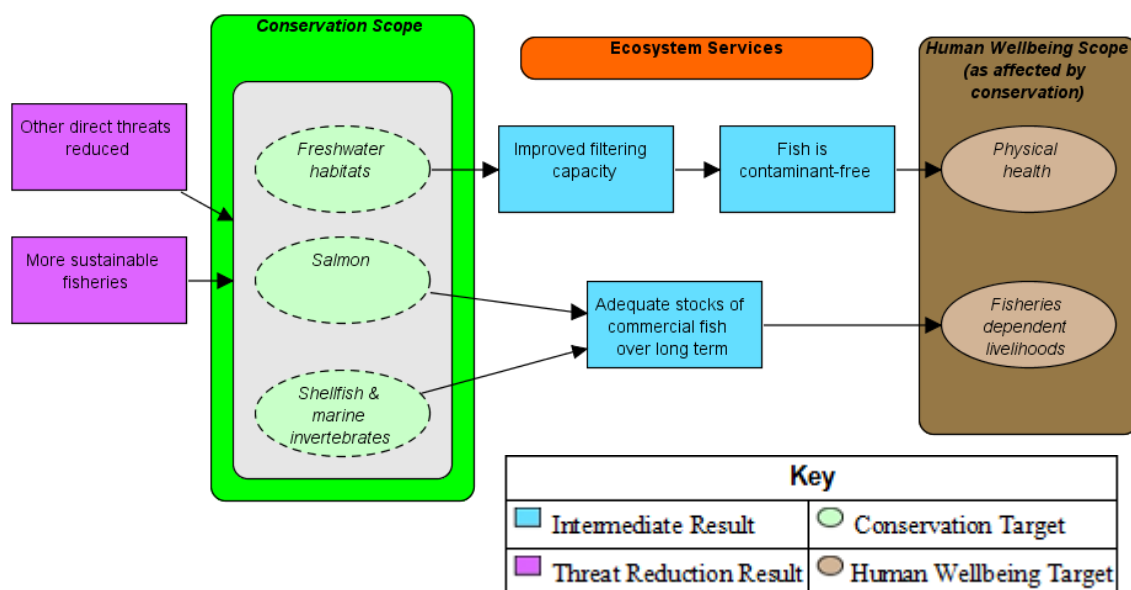 Conservation Scope
Ecosystem Services
Human Wellbeing Scope
(as affected by
conservation)
Other direct threats
reduced
More sustainable
fisheries
Freshwater
habitats
Salmon
Shellfish &
marine
invertebrates
Improved filtering
capacity
Fish is
contaminant-free
Adequate stocks of
commercial fish
over long term
Physical
health
Fisheries
dependent
livelihoods
Key
Intermediate Result
Conservation Target
Threat Reduction Result
Human Wellbeing Target